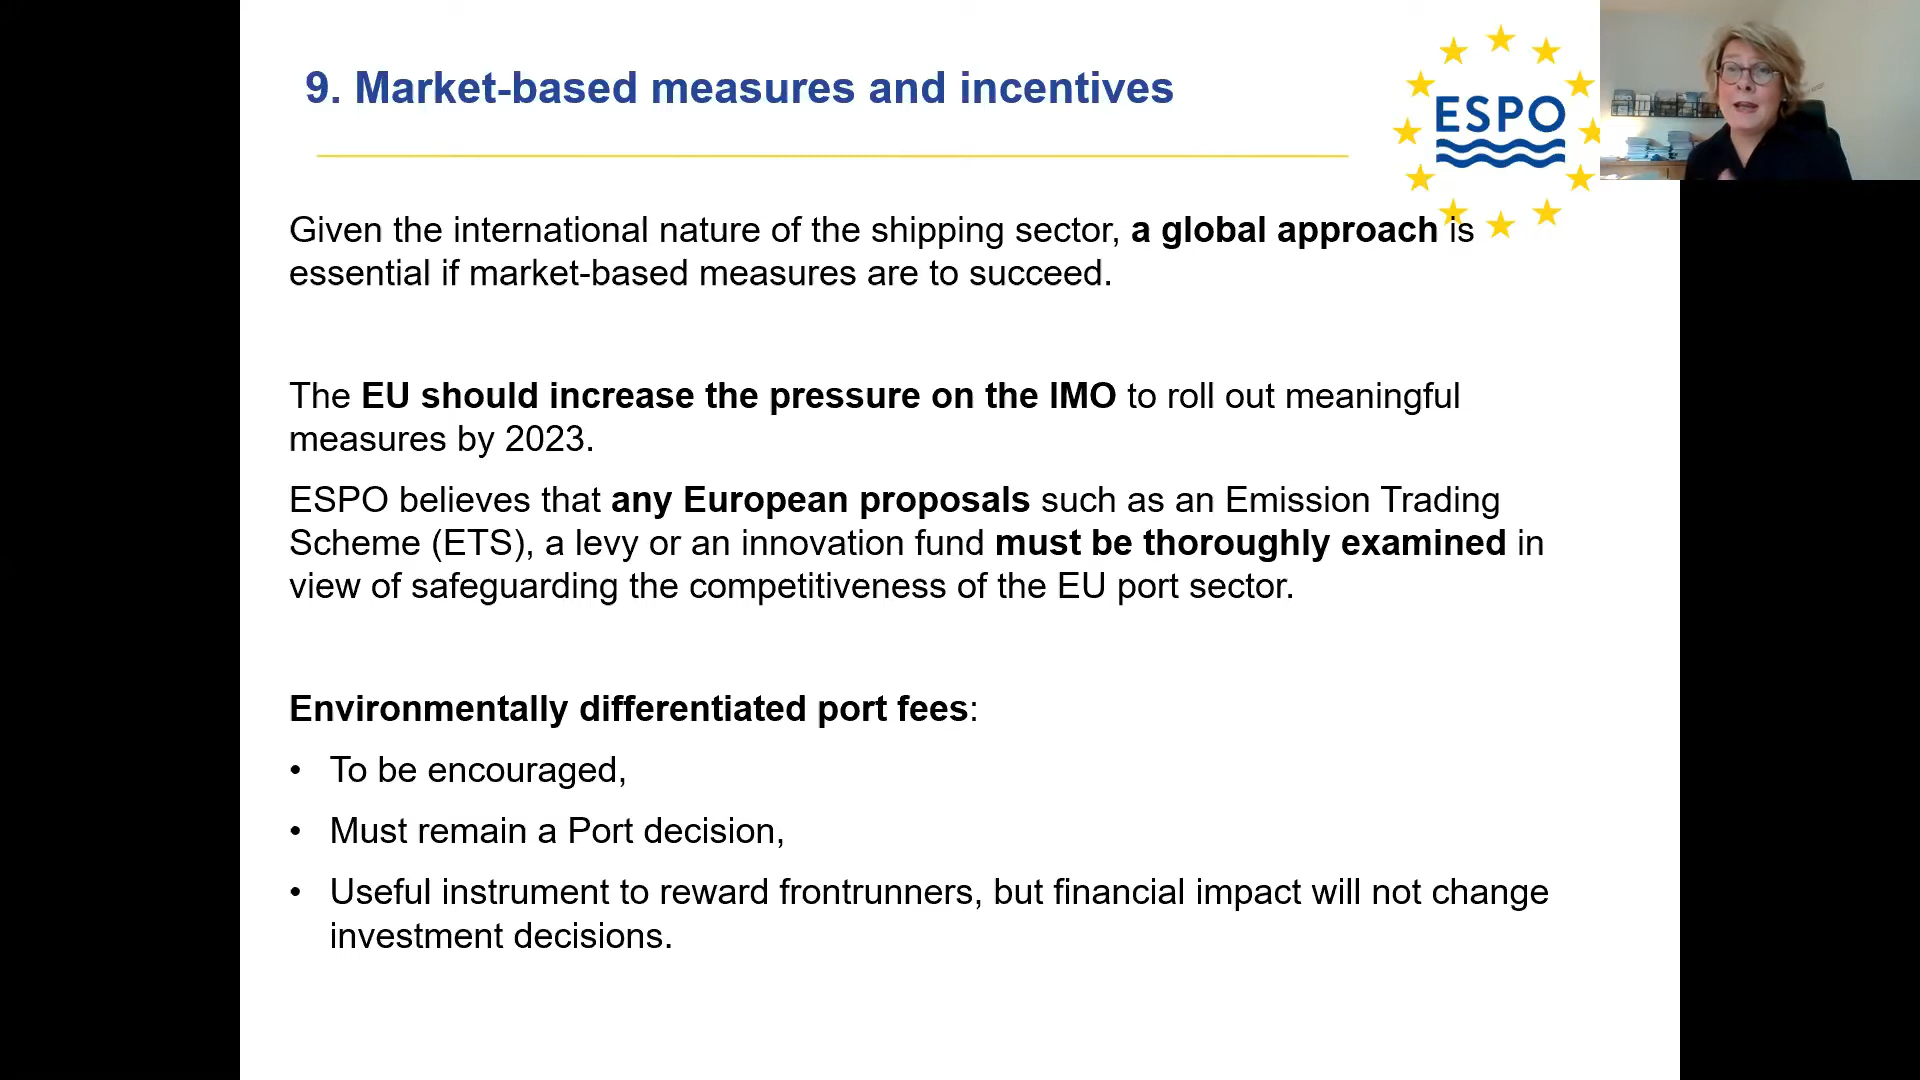 9. Market-based measures and incentives
ESPO
Given the international nature of the shipping sector, a global approach is
essential if market-based measures are to succeed.
The EU should increase the pressure on the IMO to roll out meaningful
measures by 2023.
ESPO believes that any European proposals such as an Emission Trading
Scheme (ETS), a levy or an innovation fund must be thoroughly examined in
view of safeguarding the competitiveness of the EU port sector.
Environmentally differentiated port fees:
• To be encouraged,
• Must remain a Port decision,
• Useful instrument to reward frontrunners, but financial impact will not change
investment decisions.